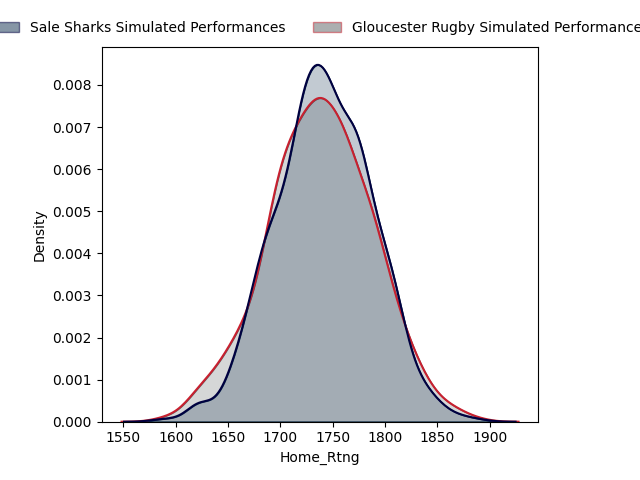 Sale Sharks Simulated Performances
Gloucester Rugby Simulated Performance
0.008
0.007
0.006
0.005
0.004
0.003
0.002
0.001
0.000
Density
1550 1600 1650 1700 1750 1800 1850 1900
Home_Rtng